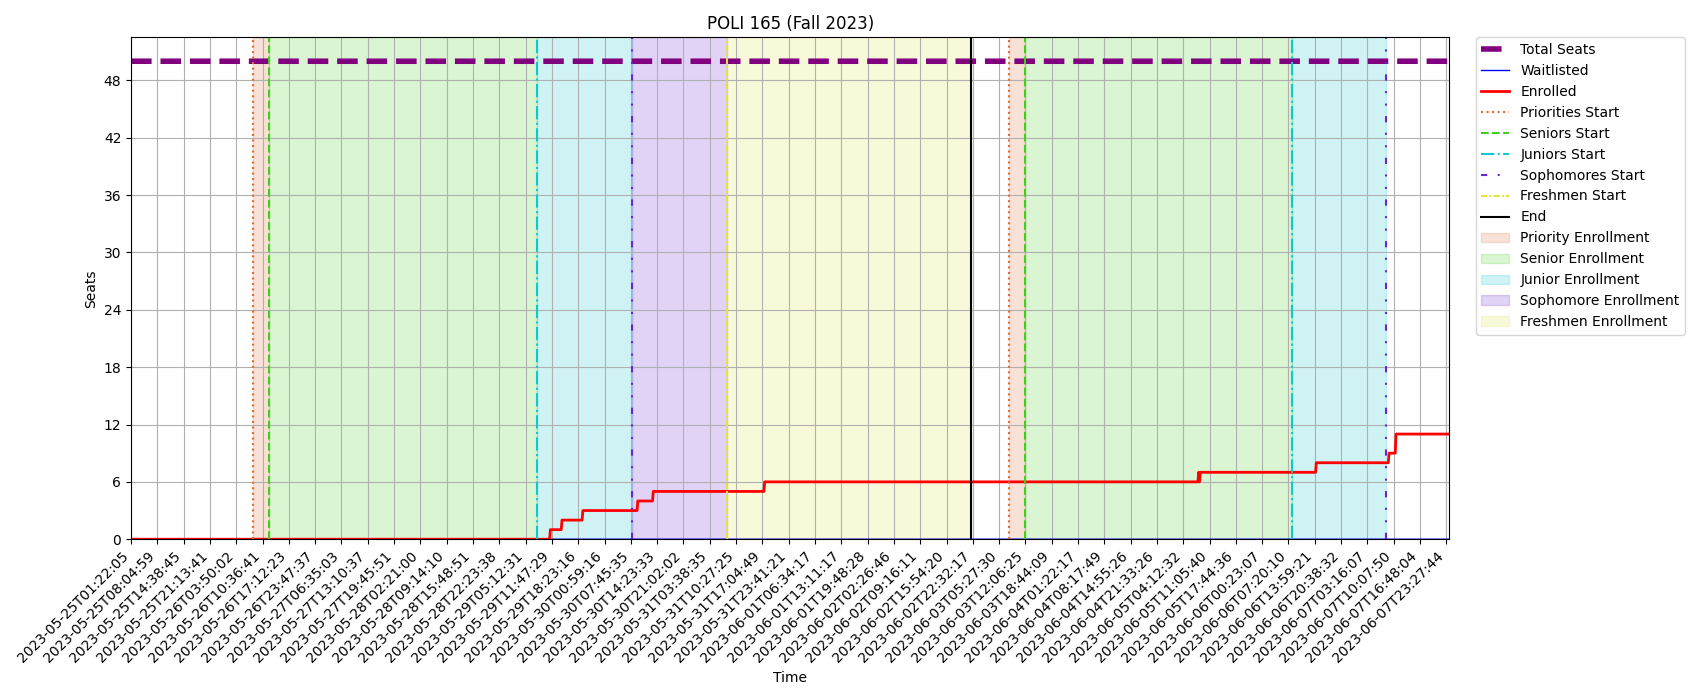 POLI 165 (Fall 2023)
Seats
48
42
36
30
24
18
12
6
0
2023-05-25T01:22:05
2023-05-25T08:04:59
2023-05-25T14:38:45
2023-05-25T21:13:41
2023-05-26T03:50:02
2023-05-26T10:36:41
2023-05-26T17:12:23
2023-05-26T23:47:37
2023-05-27T06:35:03
2023-05-27T13:10:37
2023-05-27T19:45:51
2023-05-28T02:21:00
2023-05-28T09:14:10
2023-05-28T15:48:51
2023-05-28T22:23:38
2023-05-29T05:12:31
2023-05-29T11:47:29
2023-05-29T18:23:16
2023-05-30T00:59:16
2023-05-30T07:45:35
2023-05-30T14:23:33
2023-05-30T21:02:02
2023-05-31T03:38:35
2023-05-31T10:27:25
2023-05-31T17:04:49
2023-05-31T23:41:21
2023-06-01T06:34:17
2023-06-01T13:11:17
2023-06-01T19:48:28
2023-06-02T02:26:46
2023-06-02T09:16:11
2023-06-02T15:54:20
2023-06-02T22:32:17
2023-06-03T05:27:30
2023-06-03T12:06:25
2023-06-03T18:44:09
2023-06-04T01:22:17
2023-06-04T08:17:49
2023-06-04T14:55:26
2023-06-04T21:33:26
2023-06-05T04:12:32
2023-06-05T11:05:40
2023-06-05T17:44:36
2023-06-06T00:23:07
2023-06-06T07:20:10
2023-06-06T13:59:21
2023-06-06T20:38:32
2023-06-07T03:16:07
2023-06-07T10:07:50
2023-06-07T16:48:04
2023-06-07T23:27:44
Time
Total Seats
Waitlisted
Enrolled
Priorities Start
Seniors Start
Juniors Start
Sophomores Start
Freshmen Start
End
Priority Enrollment
Senior Enrollment
Junior Enrollment
Sophomore Enrollment
Freshmen Enrollment